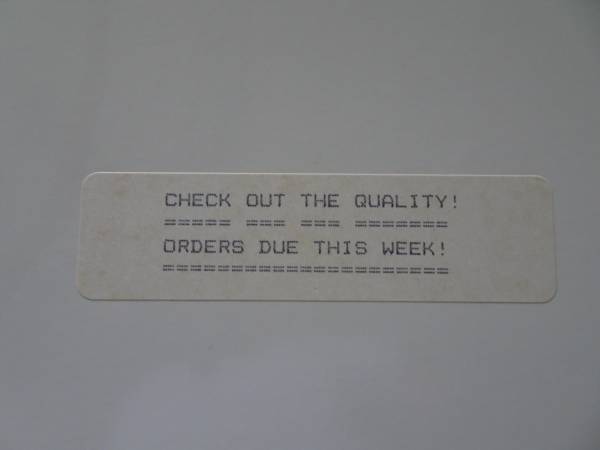 CHECK OUT THE QUALITY!
===== === === =======
ORDERS DUE THIS WEEK!
=====================